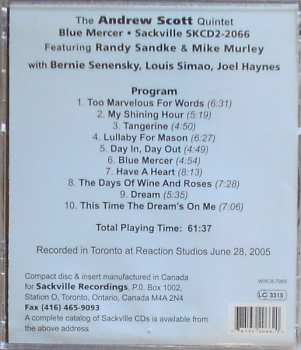 The Andrew Scott Quintet
Blue Mercer • Sackville SKCD2-2066
Featuring Randy Sandke & Mike Murley
with Bernie Senensky, Louis Simao, Joel Haynes
Program
1. Too Marvelous For Words (6:31)
2. My Shining Hour (5:19)
3. Tangerine (4:50)
4. Lullaby For Mason (6:27)
5. Day In, Day Out (4:49)
6. Blue Mercer (4:54)
7. Have A Heart (8:13)
8. The Days Of Wine And Roses (7:28)
9. Dream (5:35)
10. This Time The Dream's On Me (7:06)
Total Playing Time: 61:37
Recorded in Toronto at Reaction Studios June 28, 2005
Compact disc & insert manufactured in Canada
for Sackville Recordings, P.O. Box 1002,
Station O, Toronto, Ontario, Canada M4A 2N4
Fax (416) 465-9093
A complete catalog of Sackville CDs is available from
the above address
LC 3315